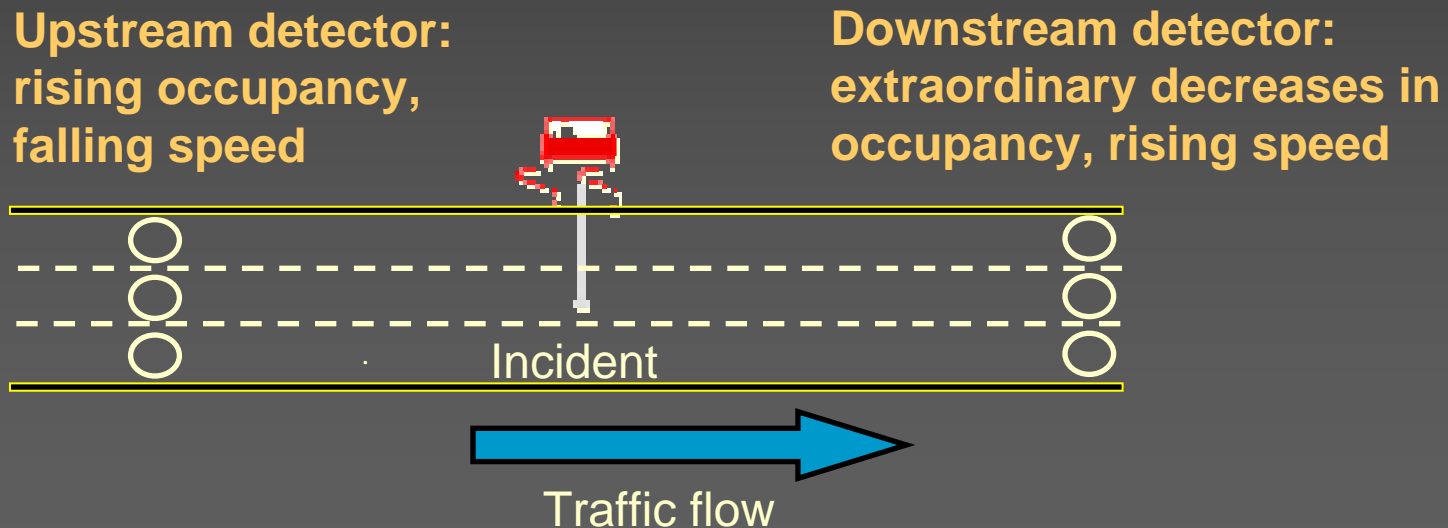 Upstream detector:
rising occupancy,
falling speed
Downstream detector:
extraordinary decreases in
occupancy, rising speed
Incident
Traffic flow